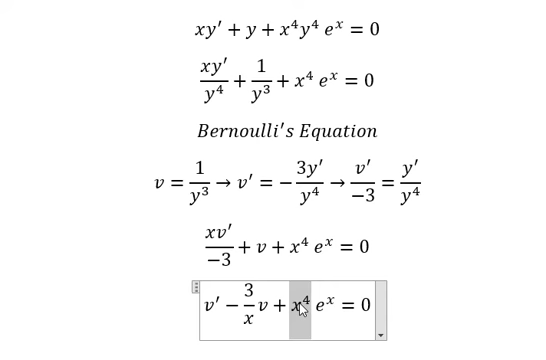 xy′ + y + x⁴y⁴ eˣ = 0
xy′/y⁴ + 1/y³ + x⁴ eˣ = 0
Bernoulli′s Equation
v = 1/y³ → v′ = −3y′/y⁴ → v′/−3 = y′/y⁴
xv′/−3 + v + x⁴ eˣ = 0
v′ − 3/x v + x⁴ eˣ = 0